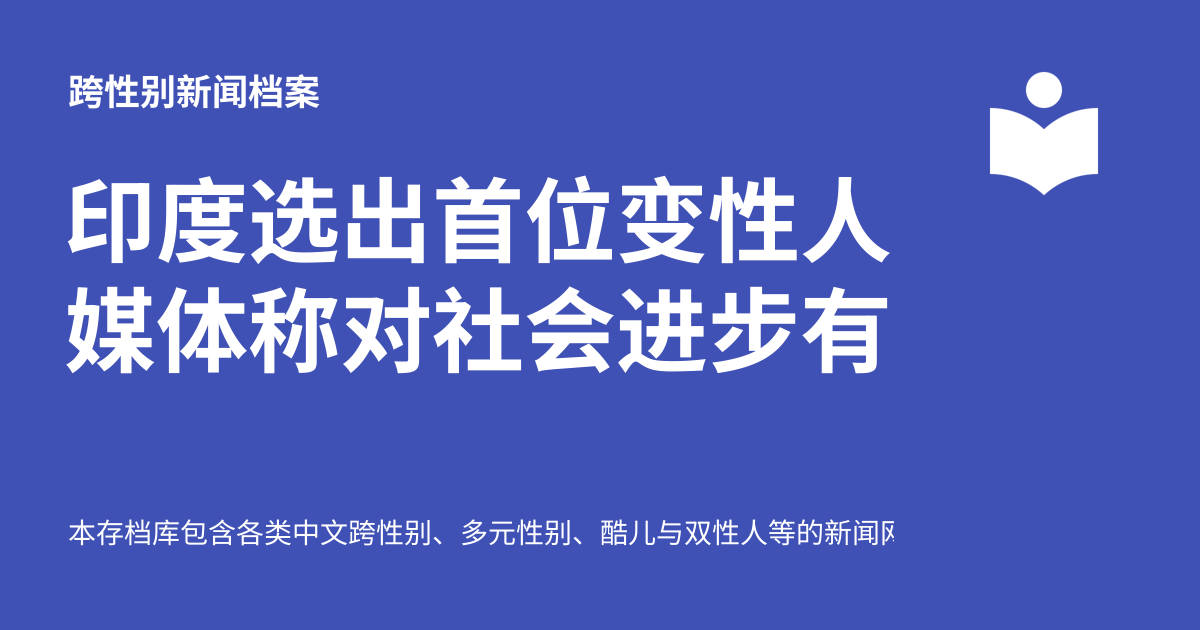 跨性别新闻档案
印度选出首位变性人
媒体称对社会进步有
本存档库包含各类中文跨性别、多元性别、酷儿与双性人等的新闻